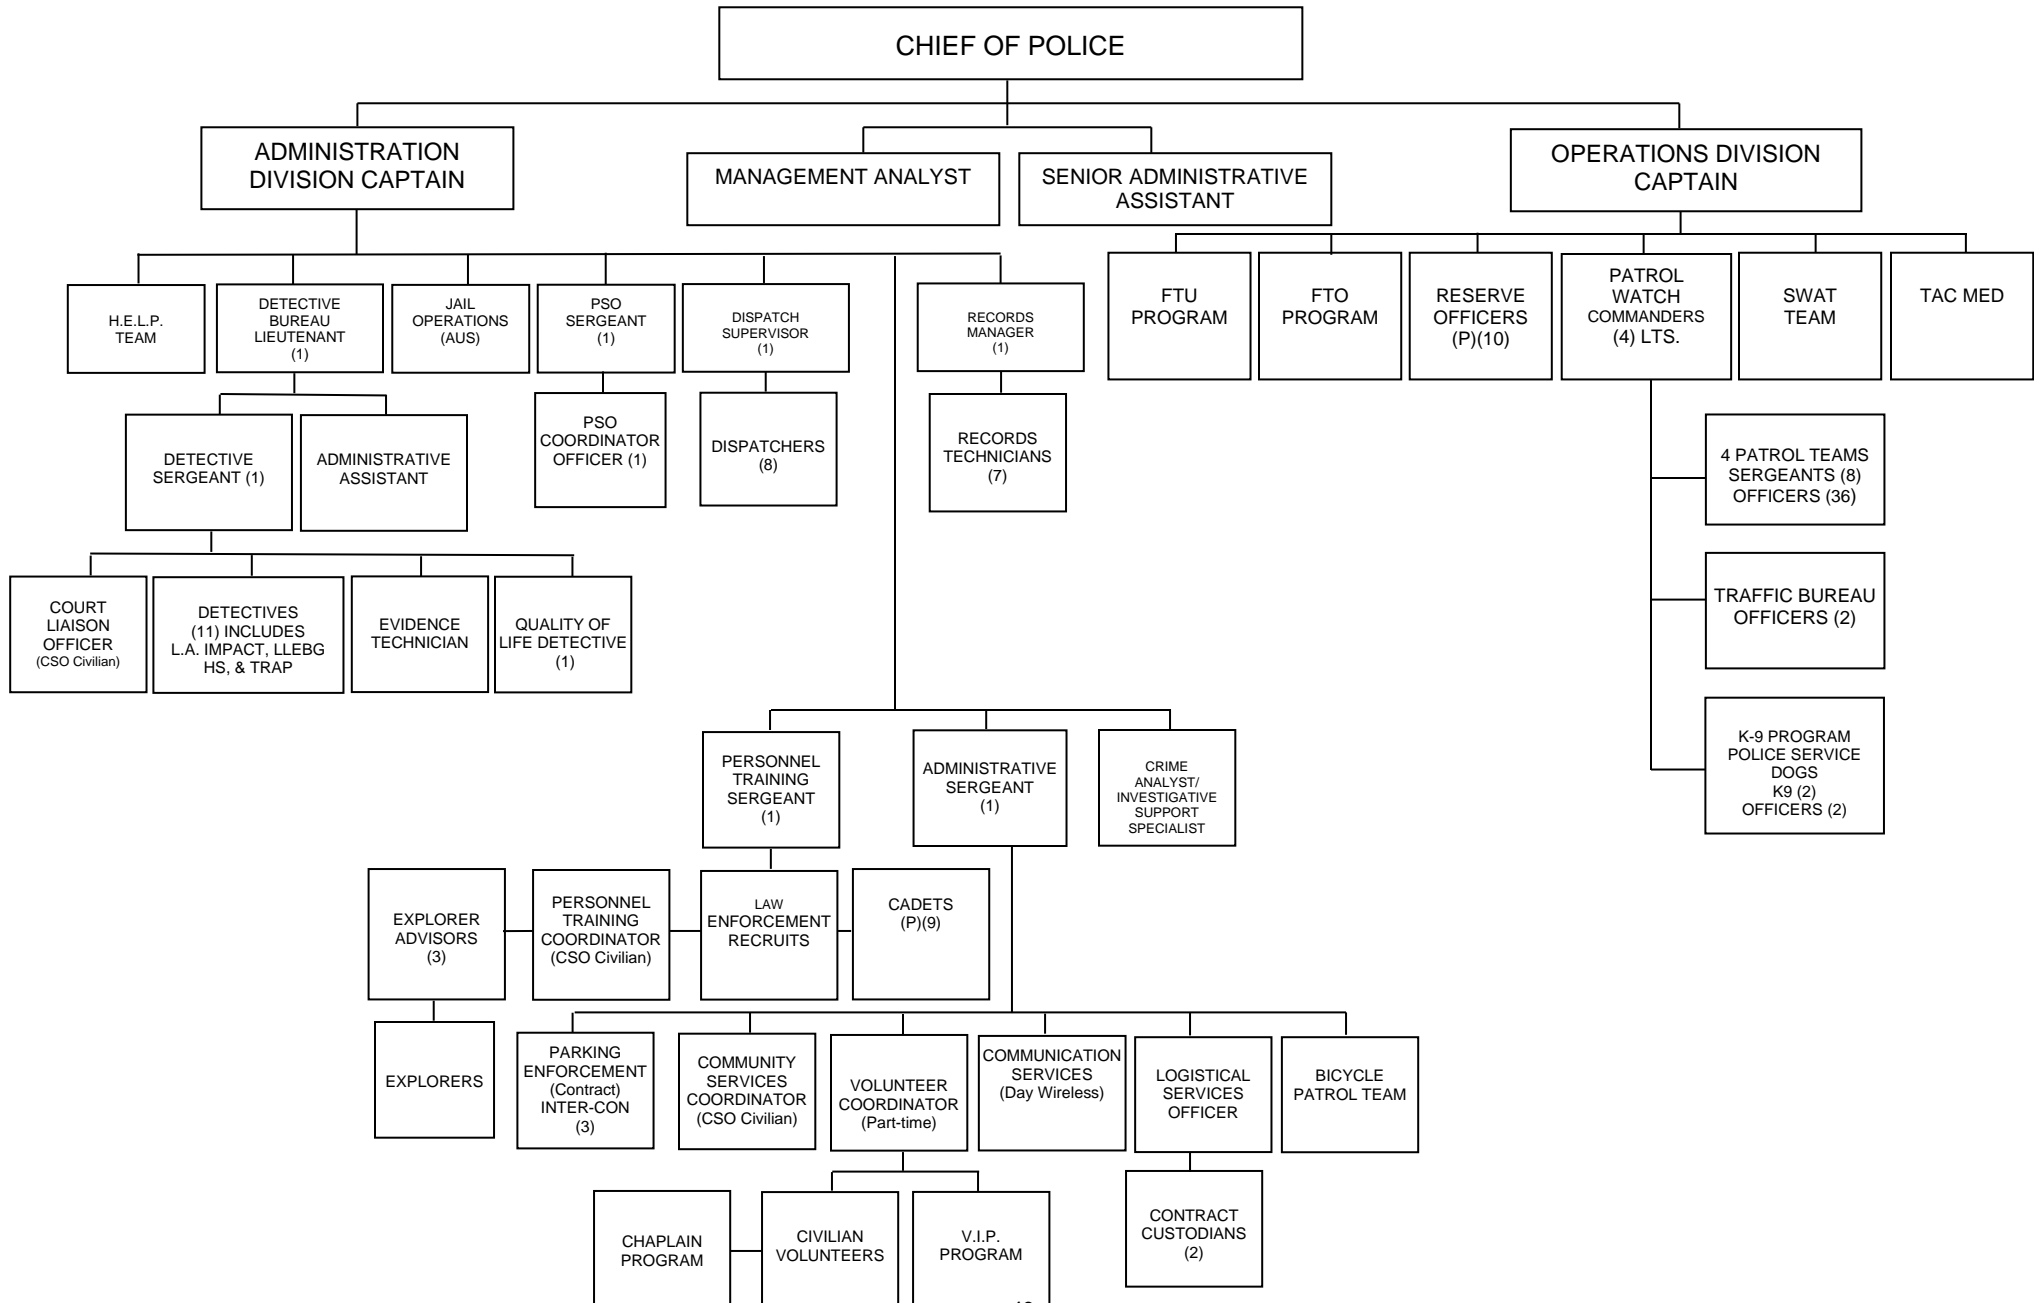 CHIEF OF POLICE
ADMINISTRATION
DIVISION CAPTAIN
MANAGEMENT ANALYST
SENIOR ADMINISTRATIVE
ASSISTANT
OPERATIONS DIVISION
CAPTAIN
H.E.L.P.
TEAM
DETECTIVE
BUREAU
LIEUTENANT
(1)
JAIL
OPERATIONS
(AUS)
PSO
SERGEANT
(1)
DISPATCH
SUPERVISOR
(1)
RECORDS
MANAGER
(1)
FTU
PROGRAM
FTO
PROGRAM
RESERVE
OFFICERS
(P)(10)
PATROL
WATCH
COMMANDERS
(4) LTS.
SWAT
TEAM
TAC MED
DETECTIVE
SERGEANT (1)
ADMINISTRATIVE
ASSISTANT
PSO
COORDINATOR
OFFICER (1)
DISPATCHERS
(8)
RECORDS
TECHNICIANS
(7)
4 PATROL TEAMS
SERGEANTS (8)
OFFICERS (36)
COURT
LIAISON
OFFICER
(CSO Civilian)
DETECTIVES
(11) INCLUDES
L.A. IMPACT, LLEBG
HS, & TRAP
EVIDENCE
TECHNICIAN
QUALITY OF
LIFE DETECTIVE
(1)
TRAFFIC BUREAU
OFFICERS (2)
K-9 PROGRAM
POLICE SERVICE
DOGS
K9 (2)
OFFICERS (2)
PERSONNEL
TRAINING
SERGEANT
(1)
ADMINISTRATIVE
SERGEANT
(1)
CRIME
ANALYST/
INVESTIGATIVE
SUPPORT
SPECIALIST
EXPLORER
ADVISORS
(3)
PERSONNEL
TRAINING
COORDINATOR
(CSO Civilian)
LAW
ENFORCEMENT
RECRUITS
CADETS
(P)(9)
EXPLORERS
PARKING
ENFORCEMENT
(Contract)
INTER-CON
(3)
COMMUNITY
SERVICES
COORDINATOR
(CSO Civilian)
VOLUNTEER
COORDINATOR
(Part-time)
COMMUNICATION
SERVICES
(Day Wireless)
LOGISTICAL
SERVICES
OFFICER
BICYCLE
PATROL TEAM
CHAPLAIN
PROGRAM
CIVILIAN
VOLUNTEERS
V.I.P.
PROGRAM
CONTRACT
CUSTODIANS
(2)